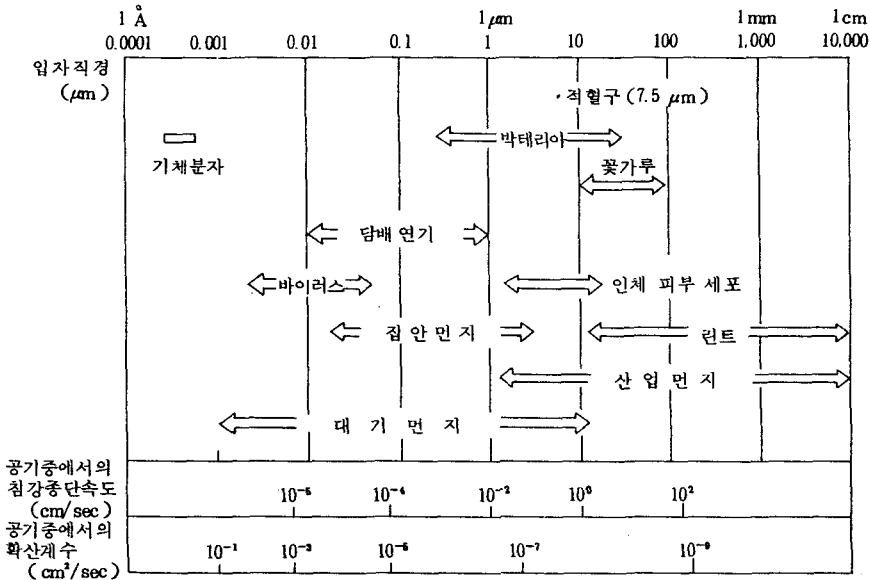 1 Å 1 μm 1 mm 1 cm
0.0001 0.001 0.01 0.1 1 10 100 1,000 10,000
입자직경
(μm)
·적혈구 (7.5 μm)
박테리아
기체분자
꽃가루
담배 연기
바이러스
인체 피부 세포
집안먼지
린트
산업먼지
대 기 먼 지
공기중에서의
침강종단속도
(cm/sec)
10⁻⁵ 10⁻⁴ 10⁻² 10⁰ 10²
공기중에서의
확산계수
(cm²/sec)
10⁻¹ 10⁻³ 10⁻⁵ 10⁻⁷ 10⁻⁹